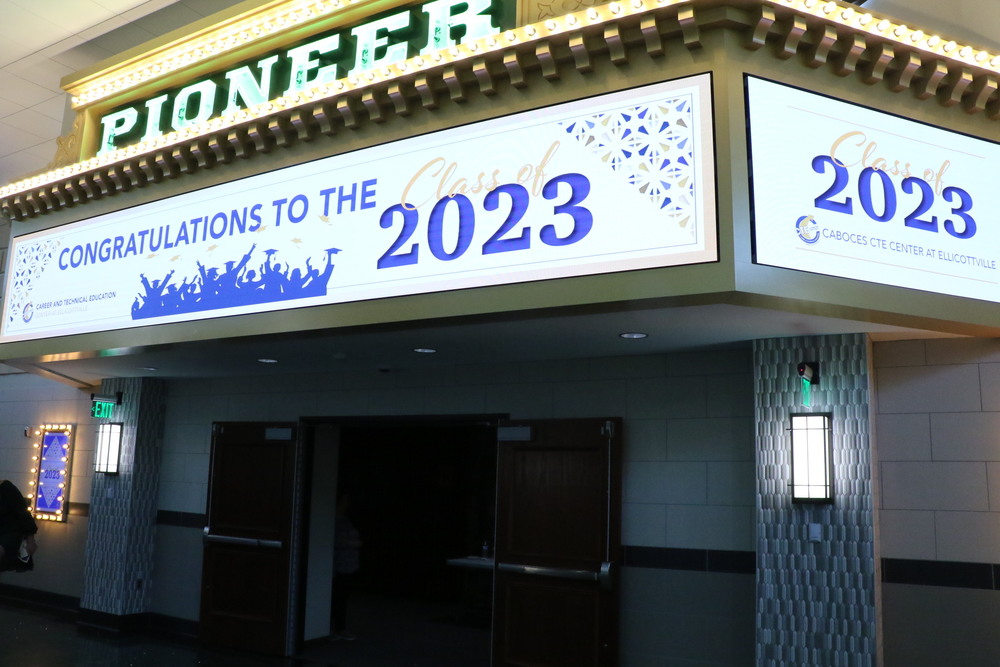 PIONEER
CONGRATULATIONS TO THE
Class of
2023
CAREER AND TECHNICAL EDUCATION
Class of
2023
CABOCES CTE CENTER AT ELLICOTTVILLE
EXIT
2023